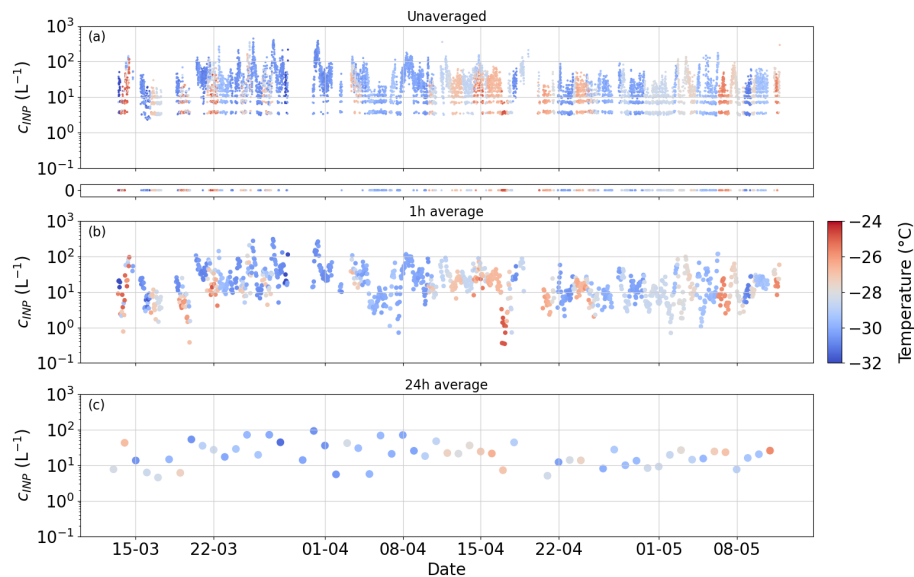 Unaveraged
(a)
10³
10²
10¹
10⁰
10⁻¹
c_INP (L⁻¹)
0
1h average
(b)
10³
10²
10¹
10⁰
10⁻¹
c_INP (L⁻¹)
−24
−26
−28
−30
−32
Temperature (°C)
24h average
(c)
10³
10²
10¹
10⁰
10⁻¹
c_INP (L⁻¹)
15-03 22-03 01-04 08-04 15-04 22-04 01-05 08-05
Date